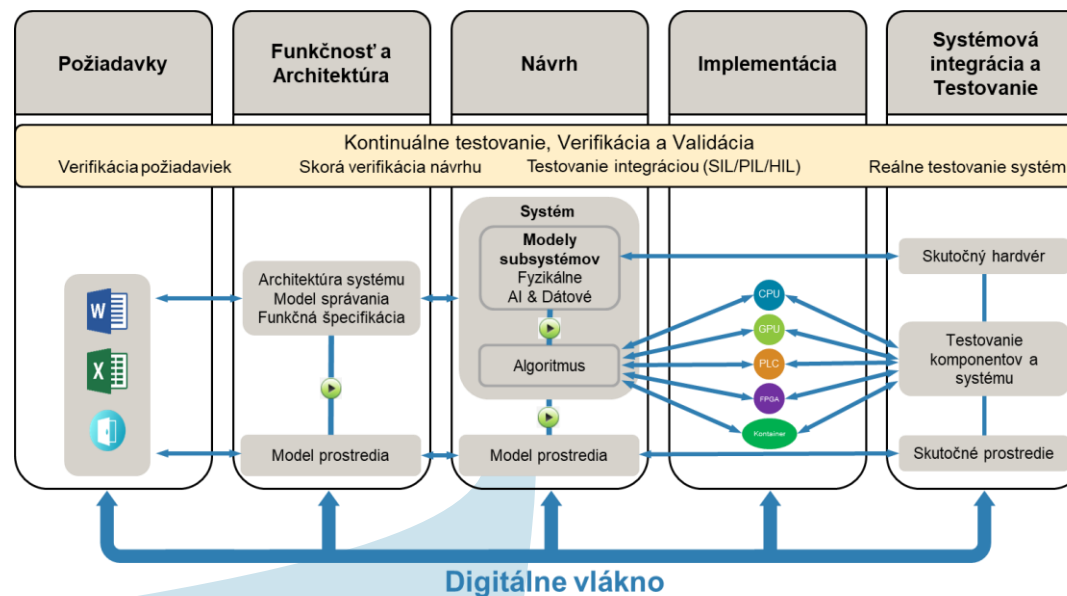 Požiadavky
Funkčnosť a
Architektúra
Návrh
Implementácia
Systémová
integrácia a
Testovanie
Kontinuálne testovanie, Verifikácia a Validácia
Verifikácia požiadaviek
Skorá verifikácia návrhu
Testovanie integráciou (SIL/PIL/HIL)
Reálne testovanie systém
W
X
Architektúra systému
Model správania
Funkčná špecifikácia
Model prostredia
Systém
Modely
subsystémov
Fyzikálne
AI & Dátové
Algoritmus
Model prostredia
CPU
GPU
PLC
FPGA
Kontainer
Skutočný hardvér
Testovanie
komponentov a
systému
Skutočné prostredie
Digitálne vlákno